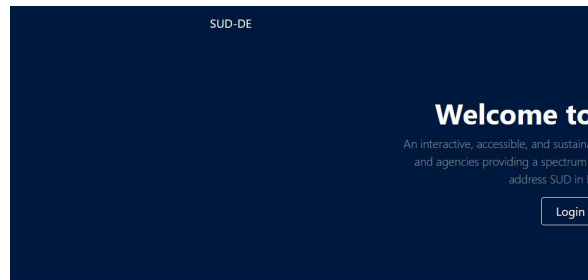 SUD-DE
Welcome to
An interactive, accessible, and
and agencies providing a spectrum
address SUD in
Login